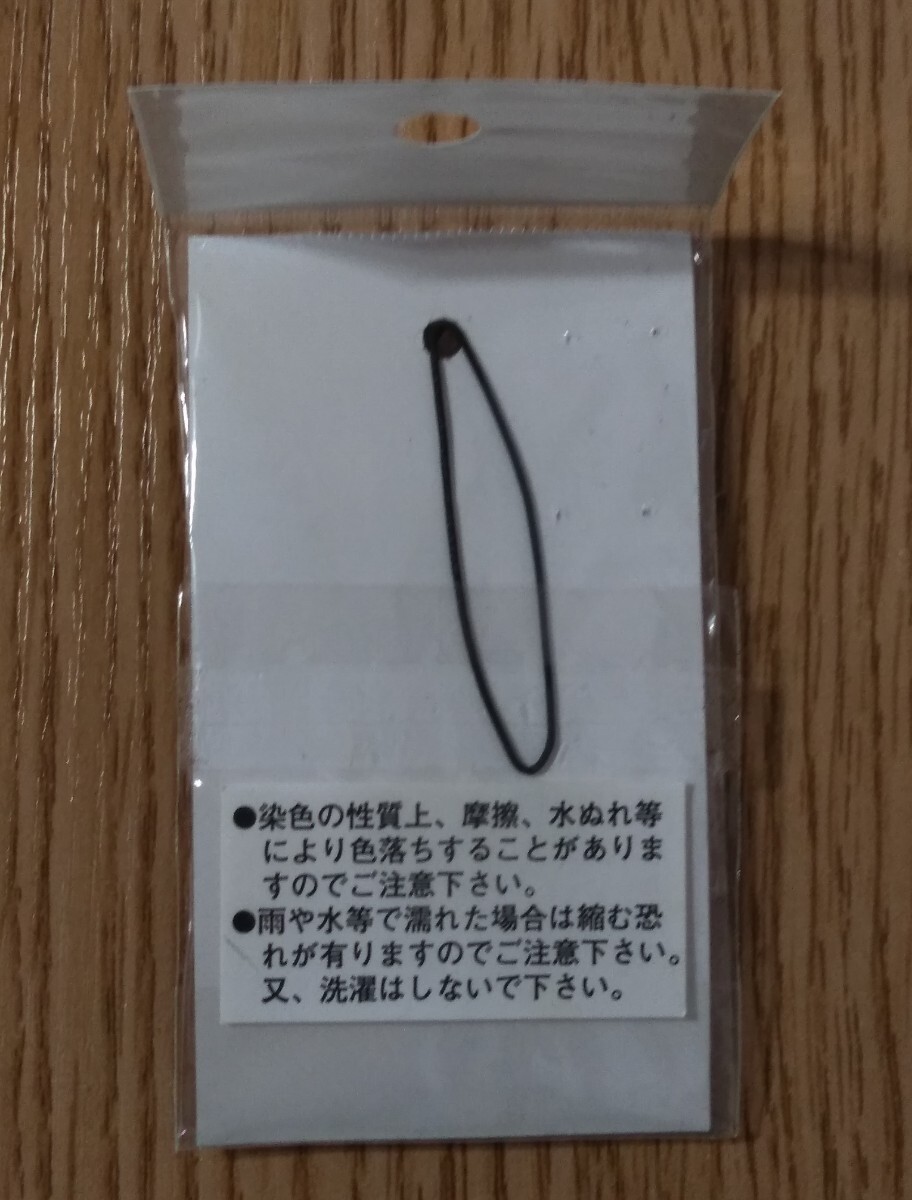 ●染色の性質上、摩擦、水ぬれ等
により色落ちすることがありま
すのでご注意下さい。
●雨や水等で濡れた場合は縮む恐
れが有りますのでご注意下さい。
又、洗濯はしないで下さい。